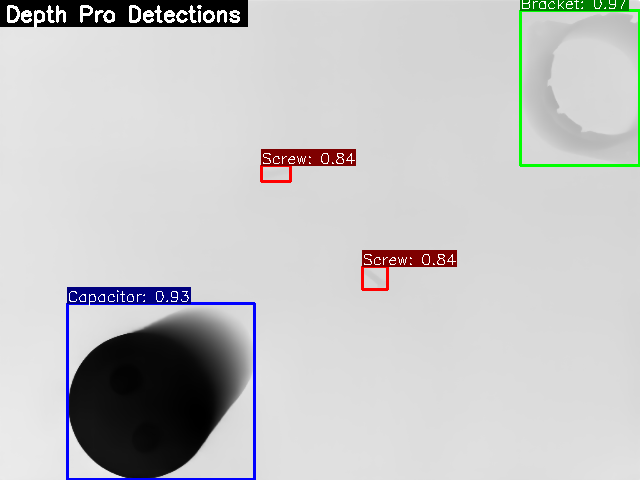 Depth Pro Detections
Bracket: 0.97
Screw: 0.84
Screw: 0.84
Capacitor: 0.93